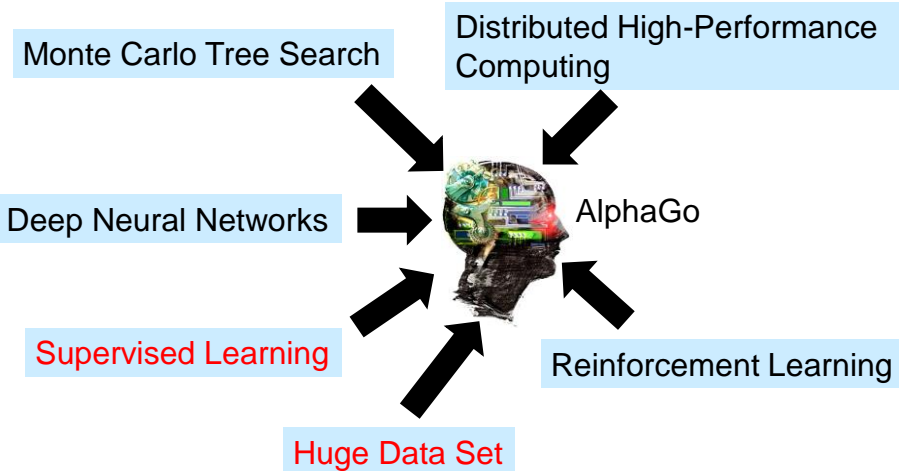 Monte Carlo Tree Search
Distributed High-Performance
Computing
Deep Neural Networks
AlphaGo
Supervised Learning
Reinforcement Learning
Huge Data Set